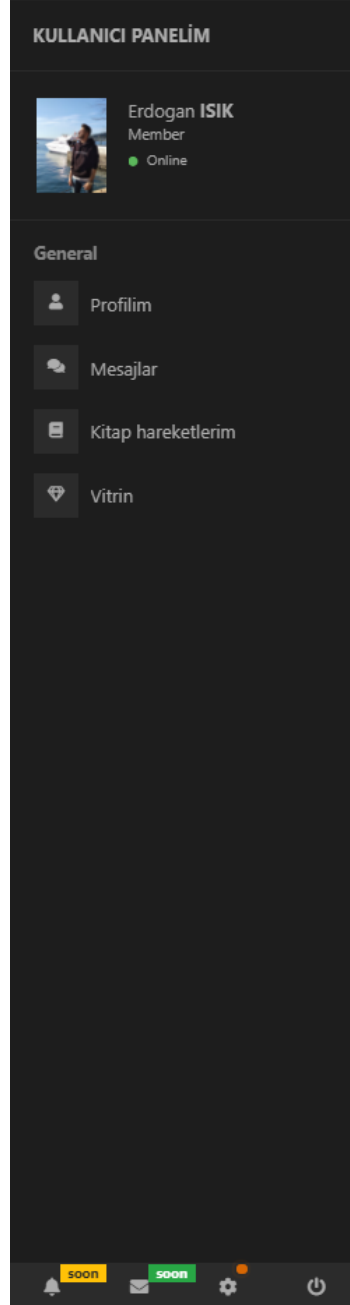 KULLANICI PANELİM
Erdogan ISIK
Member
Online
General
Profilim
Mesajlar
Kitap hareketlerim
Vitrin
soon
soon